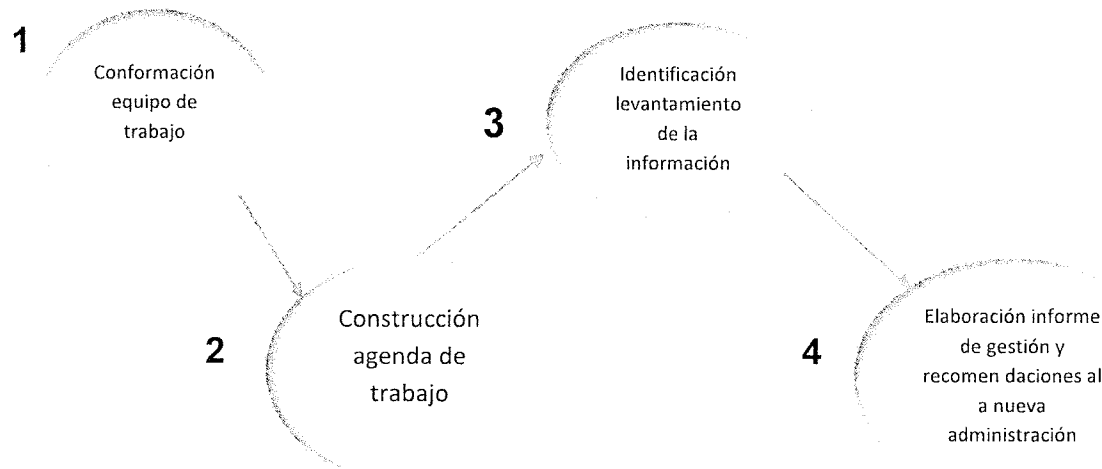 1
Conformación
equipo de
trabajo
2
Construcción
agenda de
trabajo
3
Identificación
levantamiento
de la
información
4
Elaboración informe
de gestión y
recomen daciones al
a nueva
administración